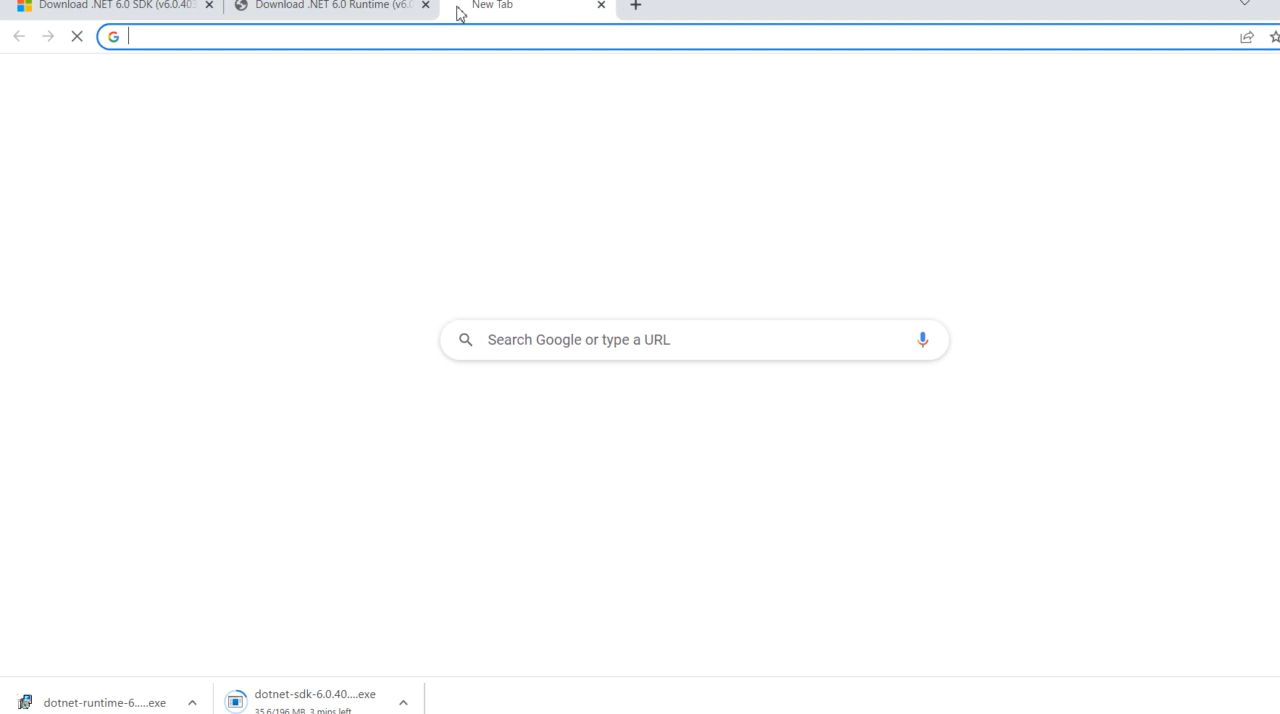 Download .NET 6.0 SDK (v6.0.403
Download .NET 6.0 Runtime (v6.0
New Tab
Search Google or type a URL
dotnet-runtime-6.....exe
dotnet-sdk-6.0.40....exe
35.6/196 MB, 3 mins left